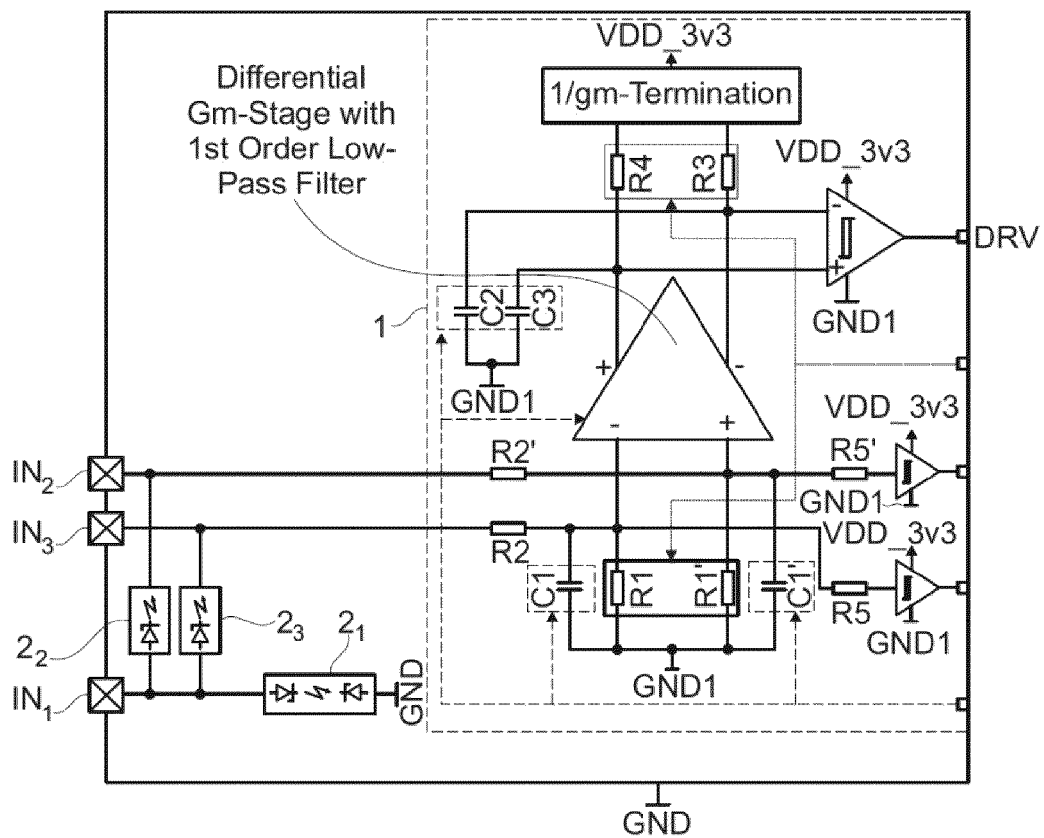 VDD_3v3
1/gm-Termination
Differential
Gm-Stage with
1st Order Low-
Pass Filter
R4
R3
VDD_3v3
-
+
DRV
GND1
1
C2
C3
GND1
+
-
-
+
VDD_3v3
IN2
R2'
R5'
GND1
IN3
R2
VDD_3v3
C1
R1
R1'
C1'
R5
GND1
22
23
21
IN1
GND
GND1
GND